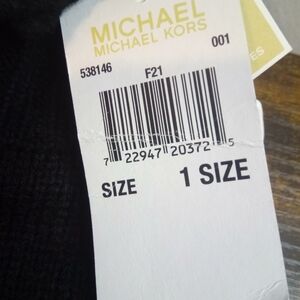 MICHAEL
MICHAEL KORS
538146 F21 001
7 22947 20372 5
SIZE 1 SIZE